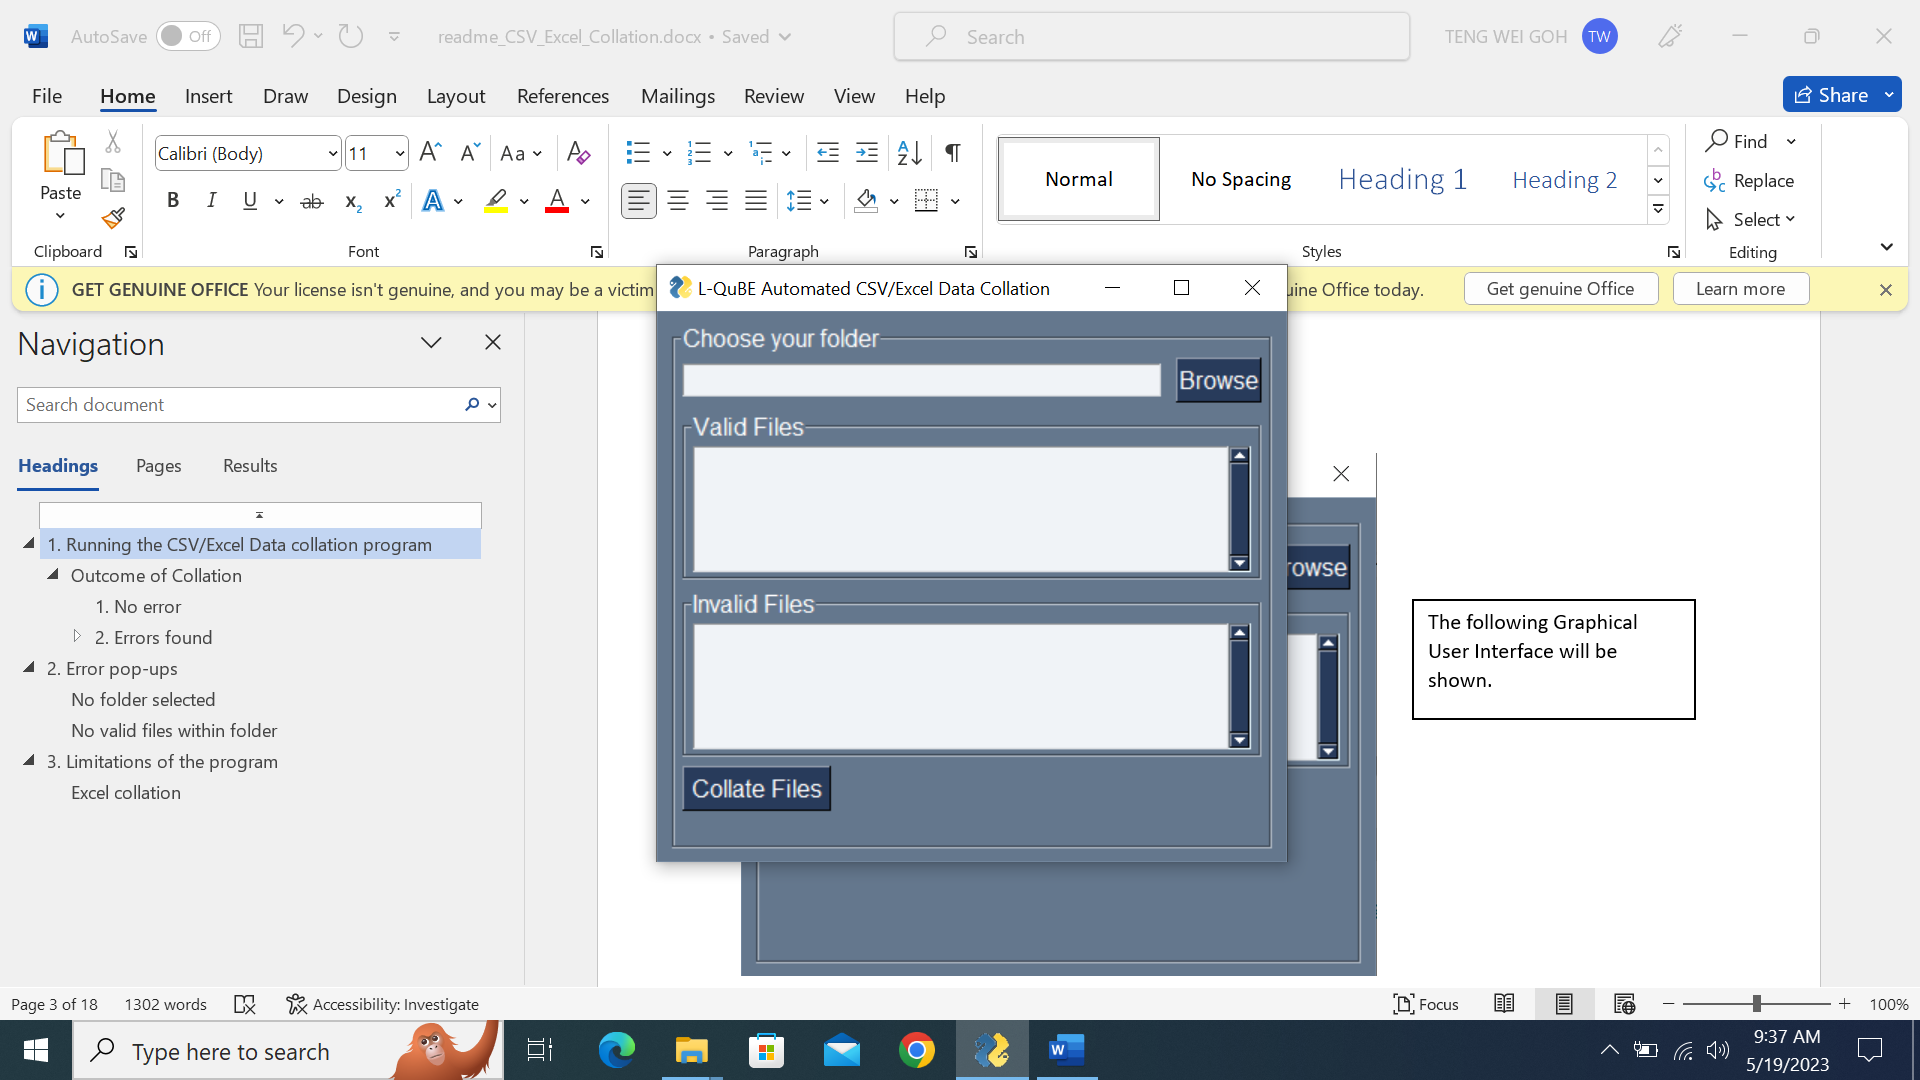 AutoSave Off readme_CSV_Excel_Collation.docx • Saved Search TENG WEI GOH TW
File Home Insert Draw Design Layout References Mailings Review View Help Share
Paste Calibri (Body) 11 Aa Normal No Spacing Heading 1 Heading 2 Find
Replace
Select
Clipboard Font Paragraph Styles Editing
GET GENUINE OFFICE Your license isn't genuine, and you may be a victim
uine Office today. Get genuine Office Learn more
L-QuBE Automated CSV/Excel Data Collation
Choose your folder
Browse
Valid Files
Invalid Files
Collate Files
rowse
Navigation
Search document
Headings Pages Results
1. Running the CSV/Excel Data collation program
Outcome of Collation
1. No error
2. Errors found
2. Error pop-ups
No folder selected
No valid files within folder
3. Limitations of the program
Excel collation
The following Graphical
User Interface will be
shown.
Page 3 of 18 1302 words Accessibility: Investigate Focus 100%
Type here to search
9:37 AM
5/19/2023